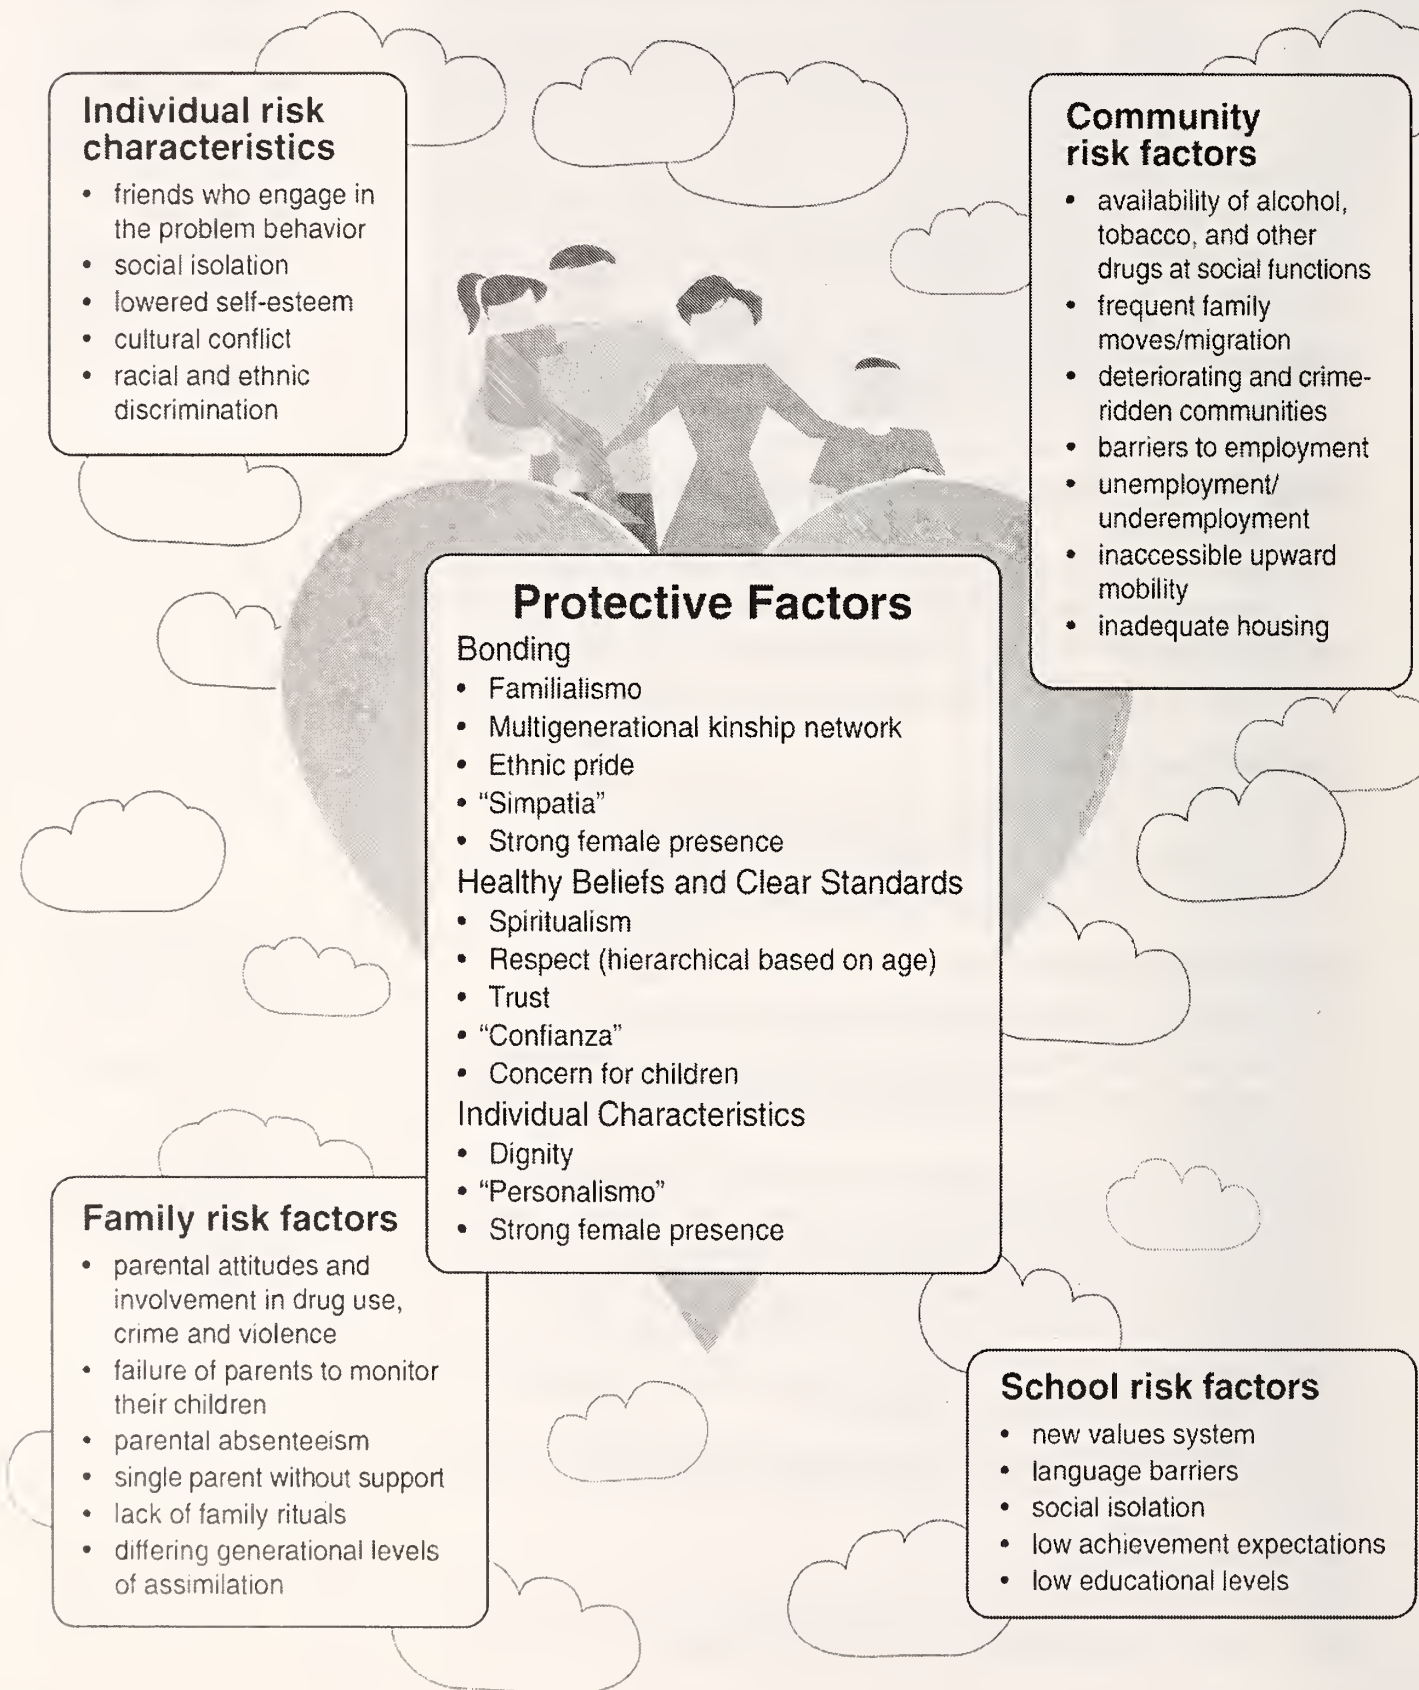 Individual risk
characteristics
• friends who engage in
the problem behavior
• social isolation
• lowered self-esteem
• cultural conflict
• racial and ethnic
discrimination
Community
risk factors
• availability of alcohol,
tobacco, and other
drugs at social functions
• frequent family
moves/migration
• deteriorating and crime-
ridden communities
• barriers to employment
• unemployment/
underemployment
• inaccessible upward
mobility
• inadequate housing
Protective Factors
Bonding
• Familialismo
• Multigenerational kinship network
• Ethnic pride
• “Simpatia”
• Strong female presence
Healthy Beliefs and Clear Standards
• Spiritualism
• Respect (hierarchical based on age)
• Trust
• “Confianza”
• Concern for children
Individual Characteristics
• Dignity
• “Personalismo”
• Strong female presence
Family risk factors
• parental attitudes and
involvement in drug use,
crime and violence
• failure of parents to monitor
their children
• parental absenteeism
• single parent without support
• lack of family rituals
• differing generational levels
of assimilation
School risk factors
• new values system
• language barriers
• social isolation
• low achievement expectations
• low educational levels